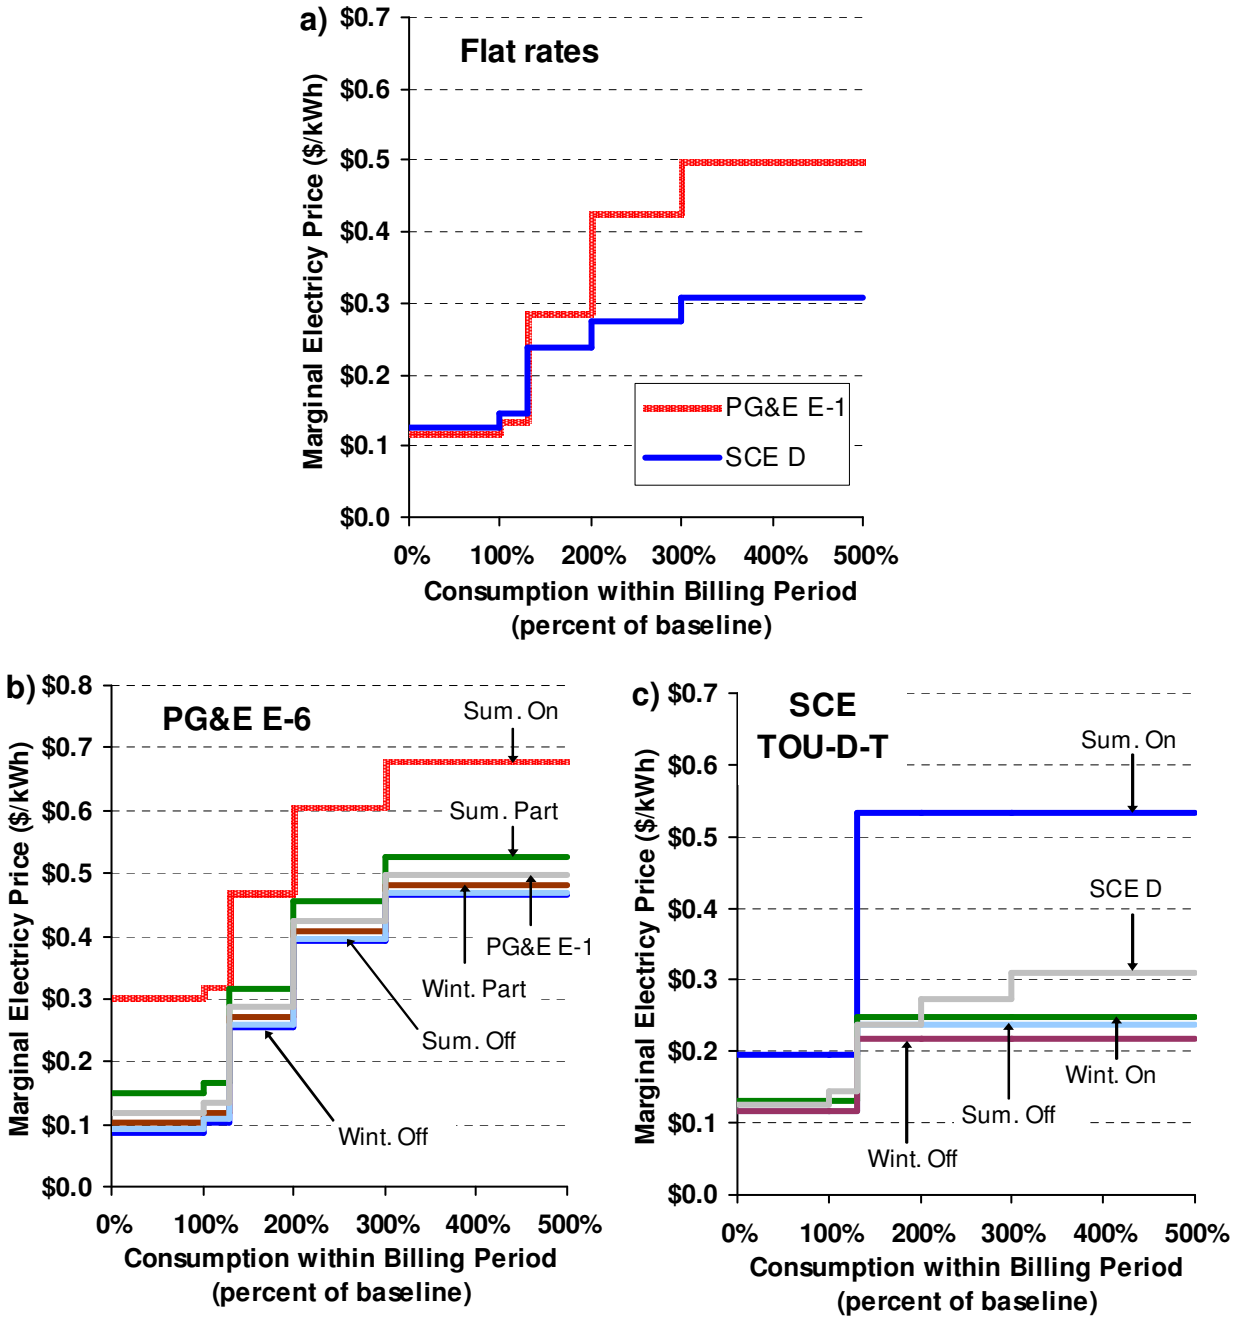 a)
Flat rates
Marginal Electricy Price ($/kWh)
$0.7
$0.6
$0.5
$0.4
$0.3
$0.2
$0.1
$0.0
PG&E E-1
SCE D
0% 100% 200% 300% 400% 500%
Consumption within Billing Period
(percent of baseline)
b)
PG&E E-6
Marginal Electricy Price ($/kWh)
$0.8
$0.7
$0.6
$0.5
$0.4
$0.3
$0.2
$0.1
$0.0
Sum. On
Sum. Part
PG&E E-1
Wint. Part
Sum. Off
Wint. Off
0% 100% 200% 300% 400% 500%
Consumption within Billing Period
(percent of baseline)
c)
SCE
TOU-D-T
Marginal Electricy Price ($/kWh)
$0.7
$0.6
$0.5
$0.4
$0.3
$0.2
$0.1
$0.0
Sum. On
SCE D
Wint. On
Sum. Off
Wint. Off
0% 100% 200% 300% 400% 500%
Consumption within Billing Period
(percent of baseline)